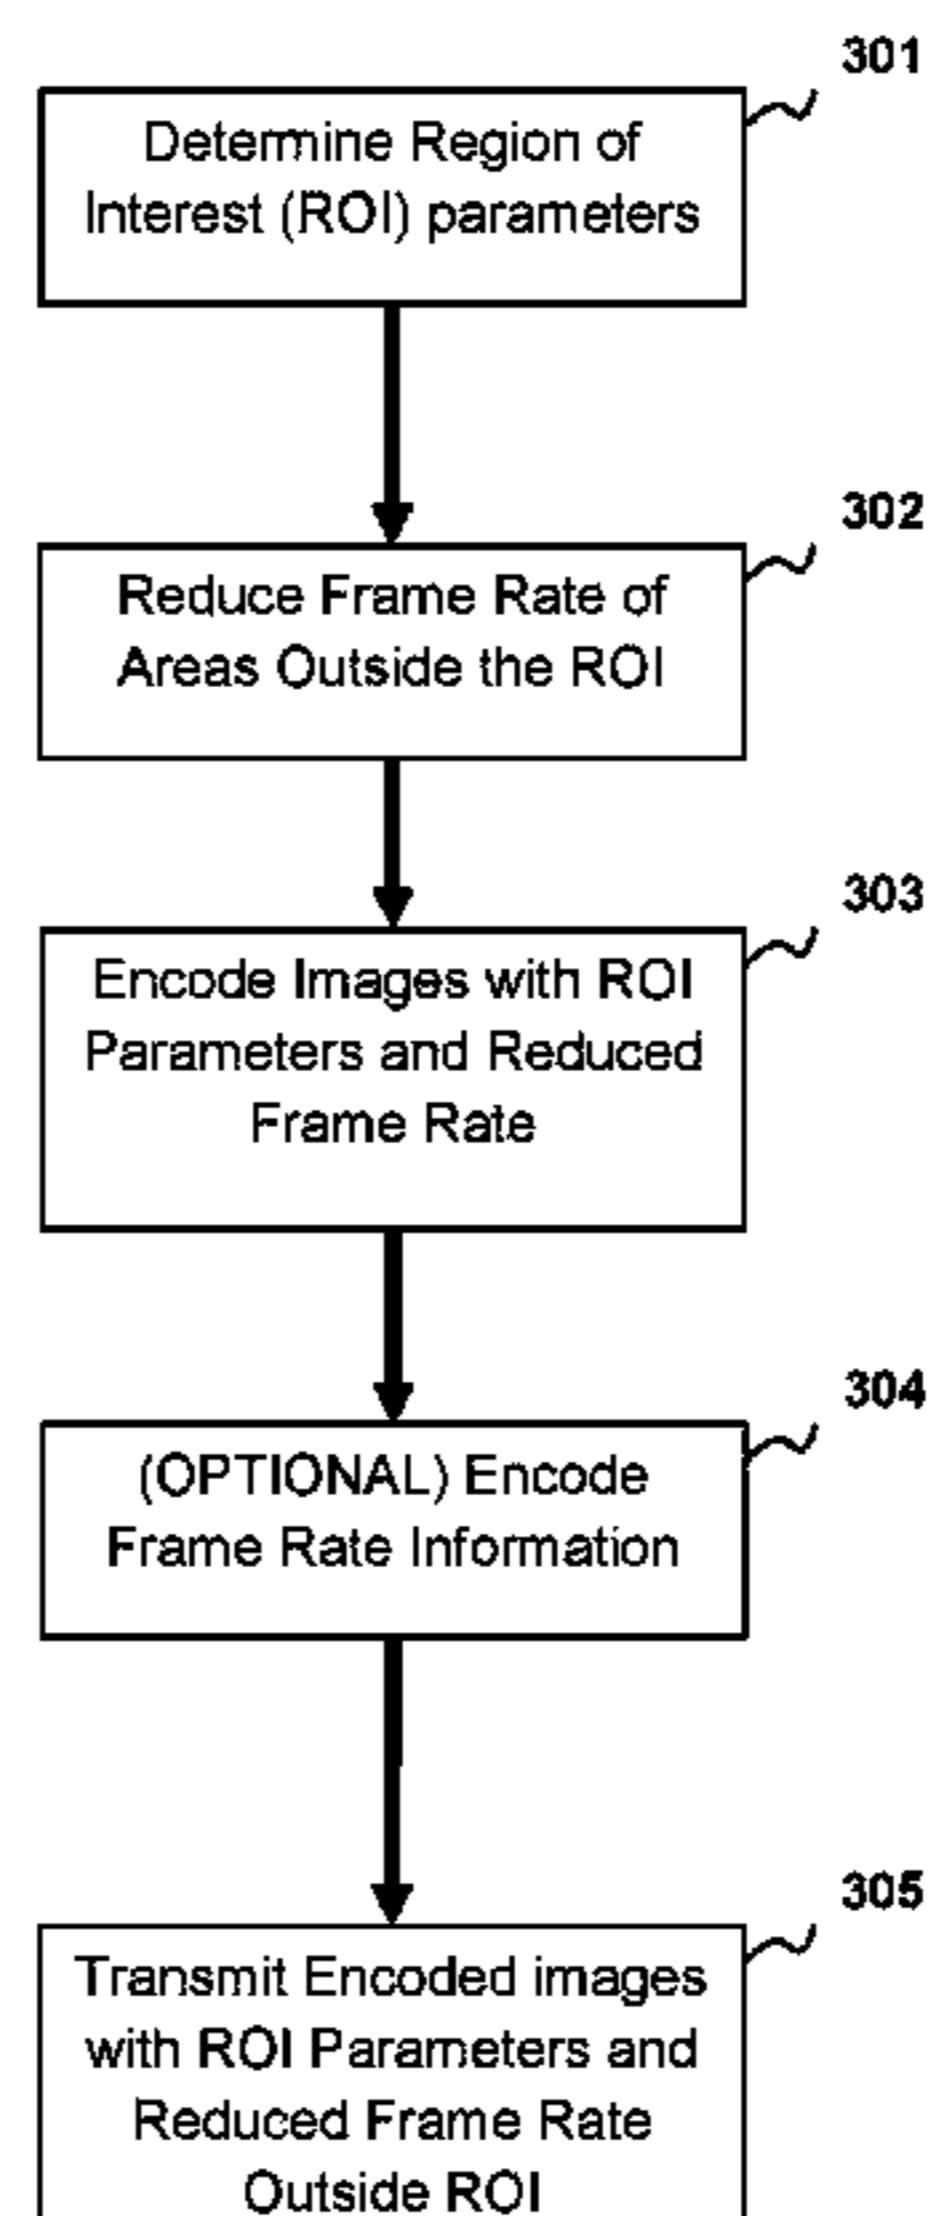 301
Determine Region of
Interest (ROI) parameters
302
Reduce Frame Rate of
Areas Outside the ROI
303
Encode Images with ROI
Parameters and Reduced
Frame Rate
304
(OPTIONAL) Encode
Frame Rate Information
305
Transmit Encoded images
with ROI Parameters and
Reduced Frame Rate
Outside ROI